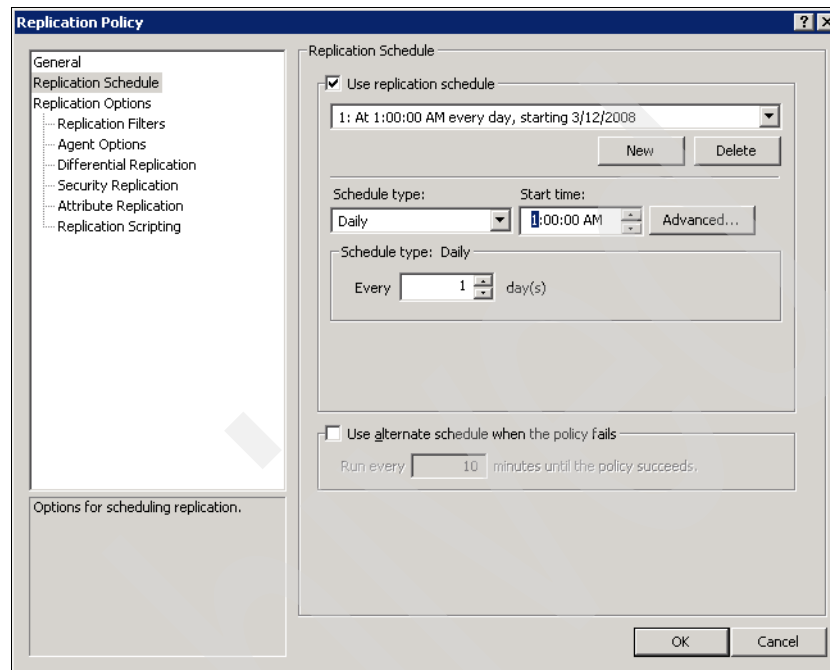 Replication Policy
General
Replication Schedule
Replication Options
Replication Filters
Agent Options
Differential Replication
Security Replication
Attribute Replication
Replication Scripting
Options for scheduling replication.
Replication Schedule
Use replication schedule
1: At 1:00:00 AM every day, starting 3/12/2008
New Delete
Schedule type: Start time:
Daily 1:00:00 AM Advanced...
Schedule type: Daily
Every 1 day(s)
Use alternate schedule when the policy fails
Run every 10 minutes until the policy succeeds.
OK Cancel